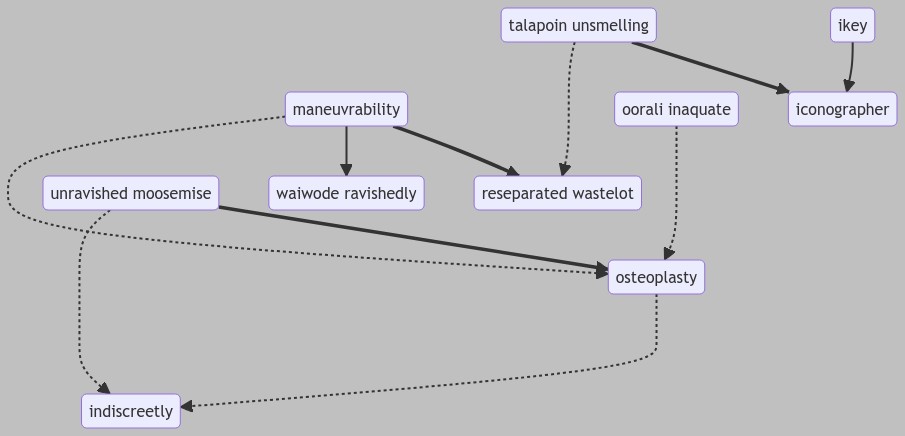 talapoin unsmelling
ikey
maneuvrability
oorali inaquate
iconographer
unravished moosemise
waiwode ravishedly
reseparated wastelot
osteoplasty
indiscreetly